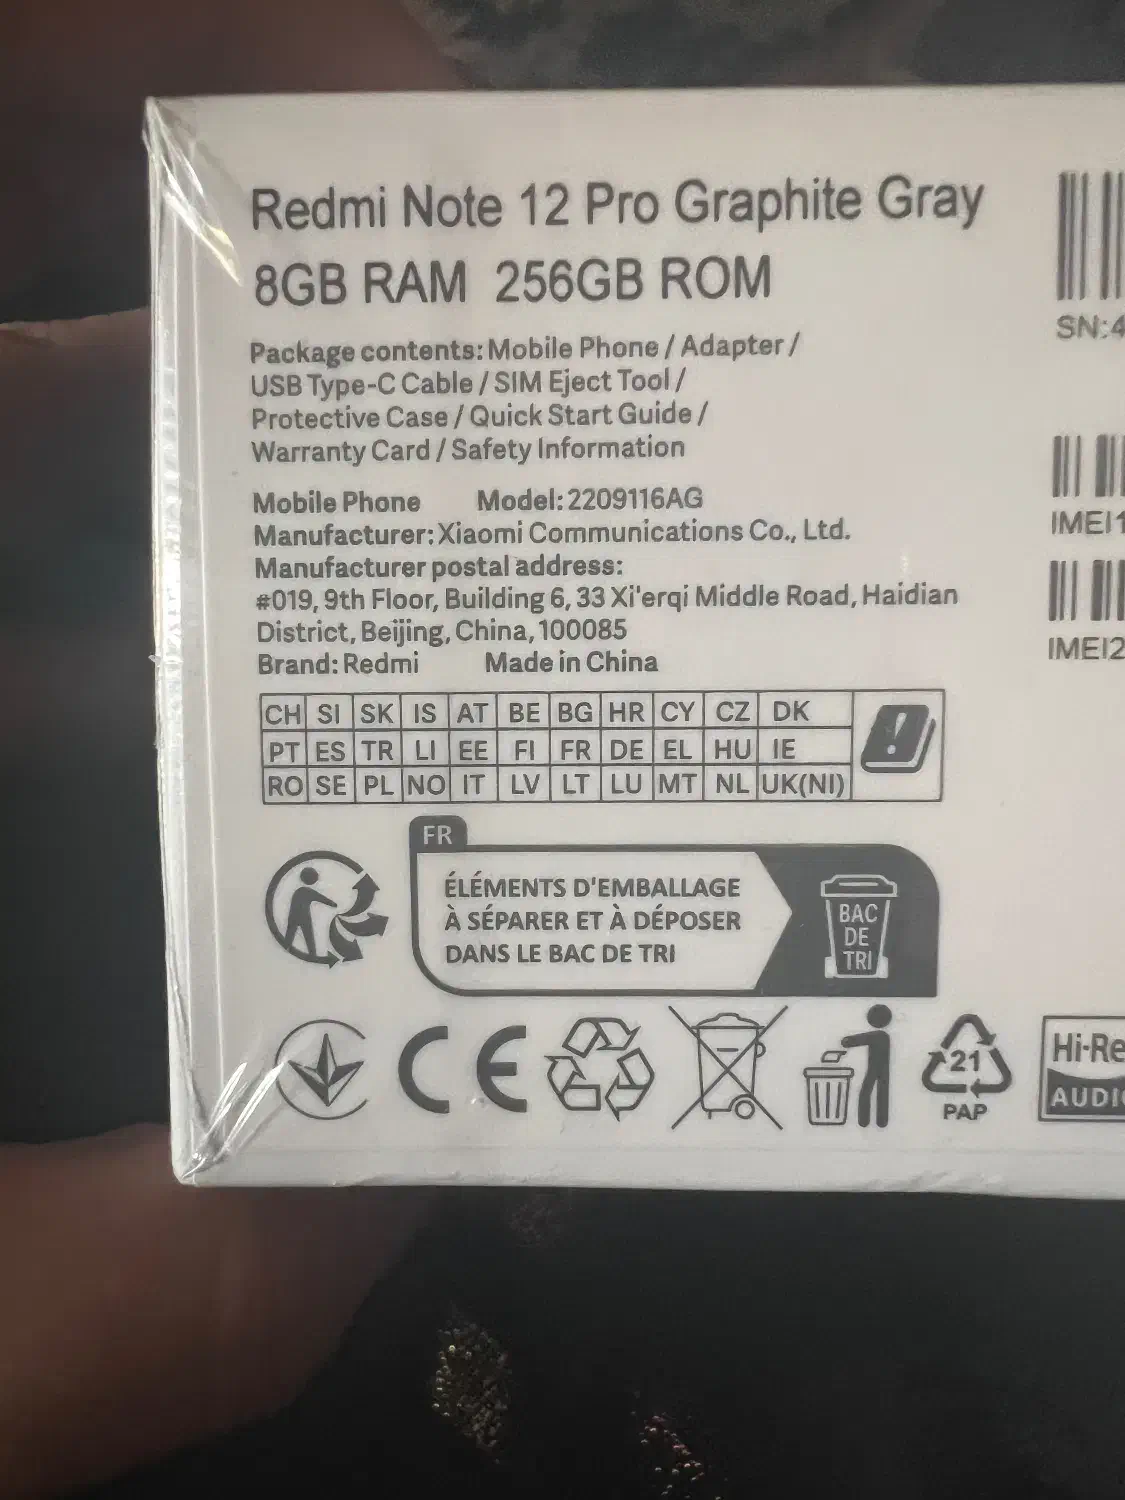 Redmi Note 12 Pro Graphite Gray
8GB RAM 256GB ROM
Package contents: Mobile Phone / Adapter /
USB Type-C Cable / SIM Eject Tool /
Protective Case / Quick Start Guide /
Warranty Card / Safety Information
Mobile Phone Model: 2209116AG
Manufacturer: Xiaomi Communications Co., Ltd.
Manufacturer postal address:
#019, 9th Floor, Building 6, 33 Xi'erqi Middle Road, Haidian
District, Beijing, China, 100085
Brand: Redmi Made in China
CH SI SK IS AT BE BG HR CY CZ DK
PT ES TR LI EE FI FR DE EL HU IE
RO SE PL NO IT LV LT LU MT NL UK(NI)
FR
ÉLÉMENTS D'EMBALLAGE
À SÉPARER ET À DÉPOSER
DANS LE BAC DE TRI
BAC
DE
TRI
CE
21
PAP
SN:4
IMEI1
IMEI2
Hi-Re
AUDI